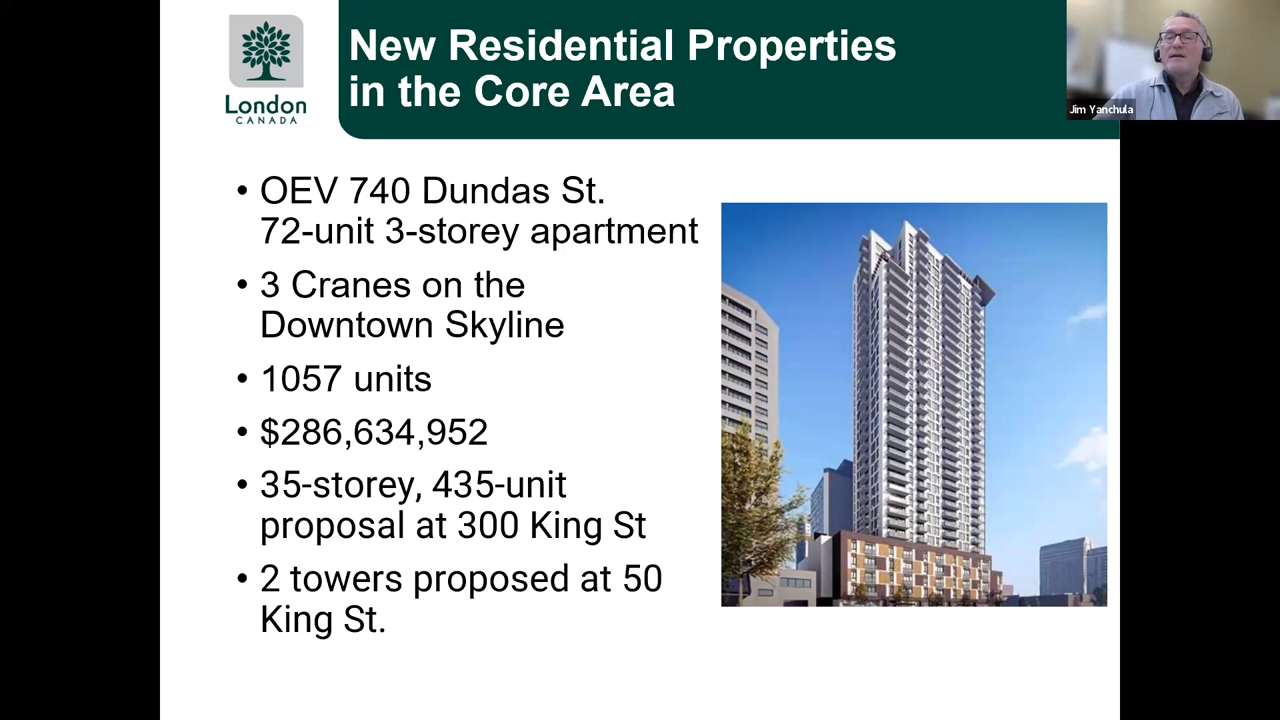 London
CANADA
New Residential Properties
in the Core Area
Jim Yanchula
• OEV 740 Dundas St.
72-unit 3-storey apartment
• 3 Cranes on the
Downtown Skyline
• 1057 units
• $286,634,952
• 35-storey, 435-unit
proposal at 300 King St
• 2 towers proposed at 50
King St.